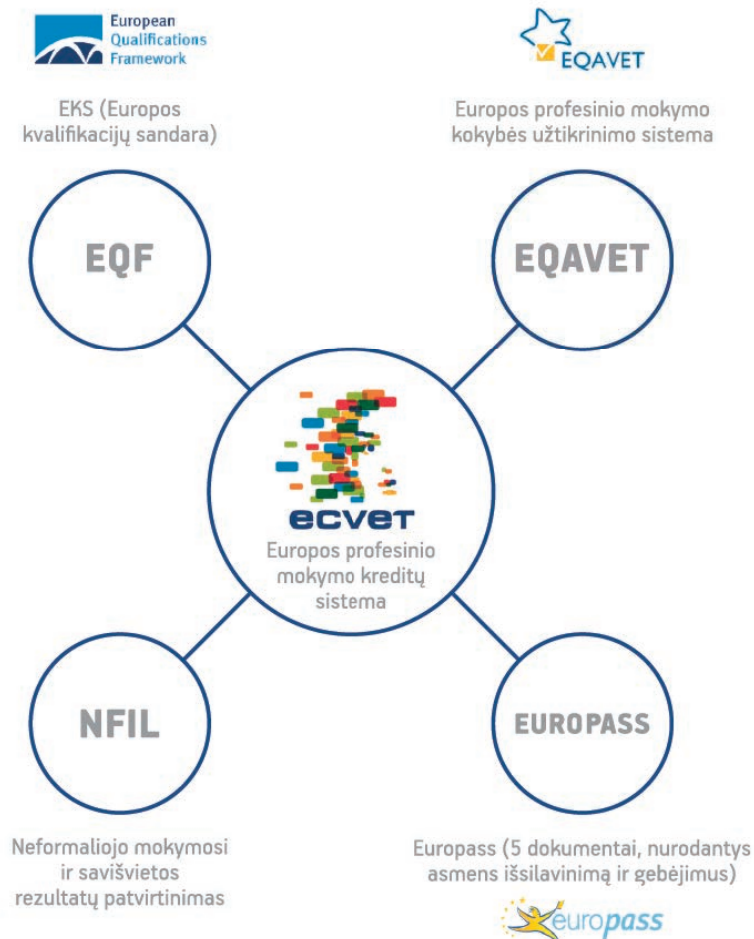 European
Qualifications
Framework
EKS (Europos
kvalifikacijų sandara)
EQAVET
Europos profesinio mokymo
kokybės užtikrinimo sistema
EQF
EQAVET
ecvet
Europos profesinio
mokymo kreditų
sistema
NFIL
EUROPASS
Neformaliojo mokymosi
ir savišvietos
rezultatų patvirtinimas
Europass (5 dokumentai, nurodantys
asmens išsilavinimą ir gebėjimus)
europass